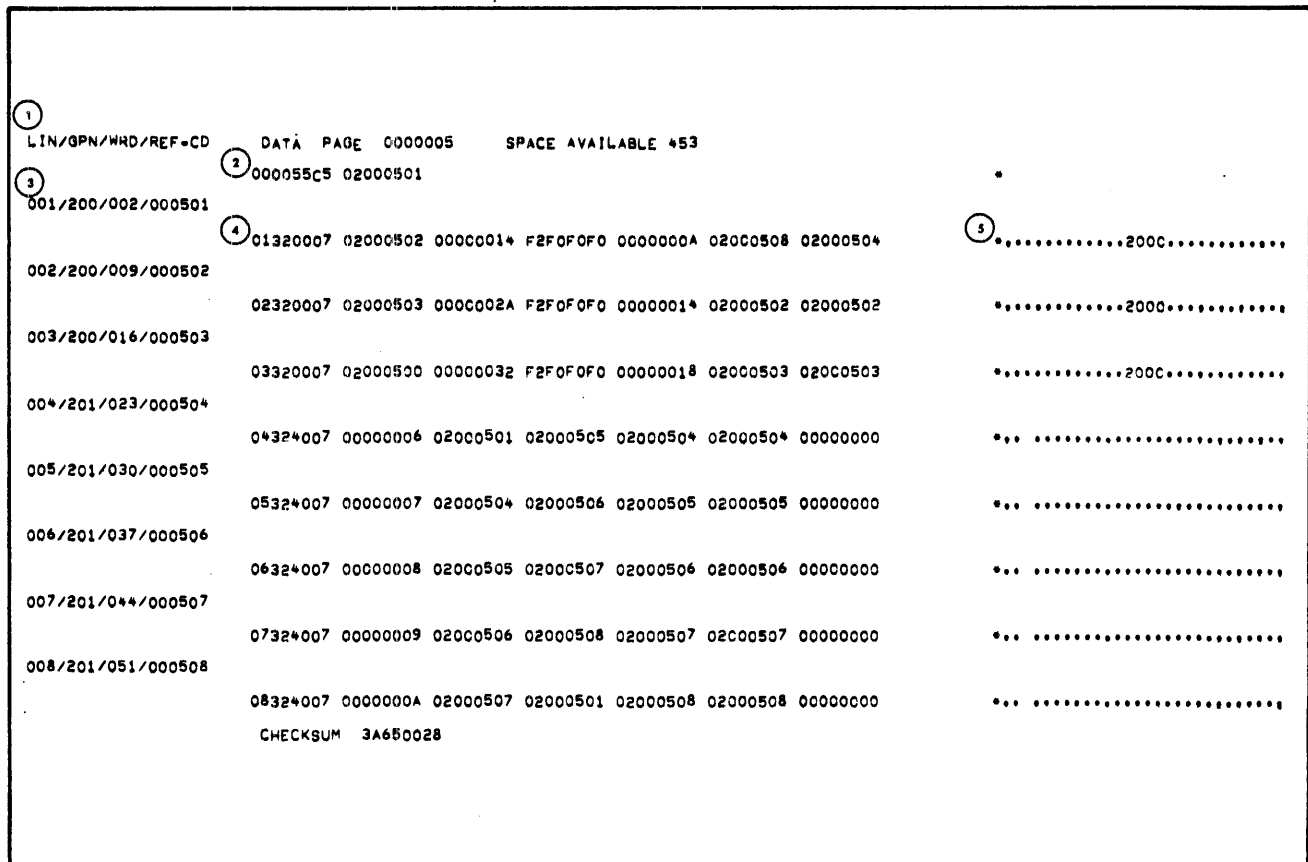 1
LIN/GPN/WRD/REF-CD DATA PAGE 0000005 SPACE AVAILABLE 453
2 000055C5 02000501 *
3
001/200/002/000501
4 01320007 02000502 00000014 F2F0F0F0 0000000A 02000508 02000504 5 *............2000............
002/200/009/000502
02320007 02000503 0000002A F2F0F0F0 00000014 02000502 02000502 *............2000............
003/200/016/000503
03320007 02000500 00000032 F2F0F0F0 00000018 02000503 02000503 *............2000............
004/201/023/000504
04324007 00000006 02000501 02000505 02000504 02000504 00000000 *.. .........................
005/201/030/000505
05324007 00000007 02000504 02000506 02000505 02000505 00000000 *.. .........................
006/201/037/000506
06324007 00000008 02000505 02000507 02000506 02000506 00000000 *.. .........................
007/201/044/000507
07324007 00000009 02000506 02000508 02000507 02000507 00000000 *.. .........................
008/201/051/000508
08324007 0000000A 02000507 02000501 02000508 02000508 00000000 *.. .........................
CHECKSUM 3A650028